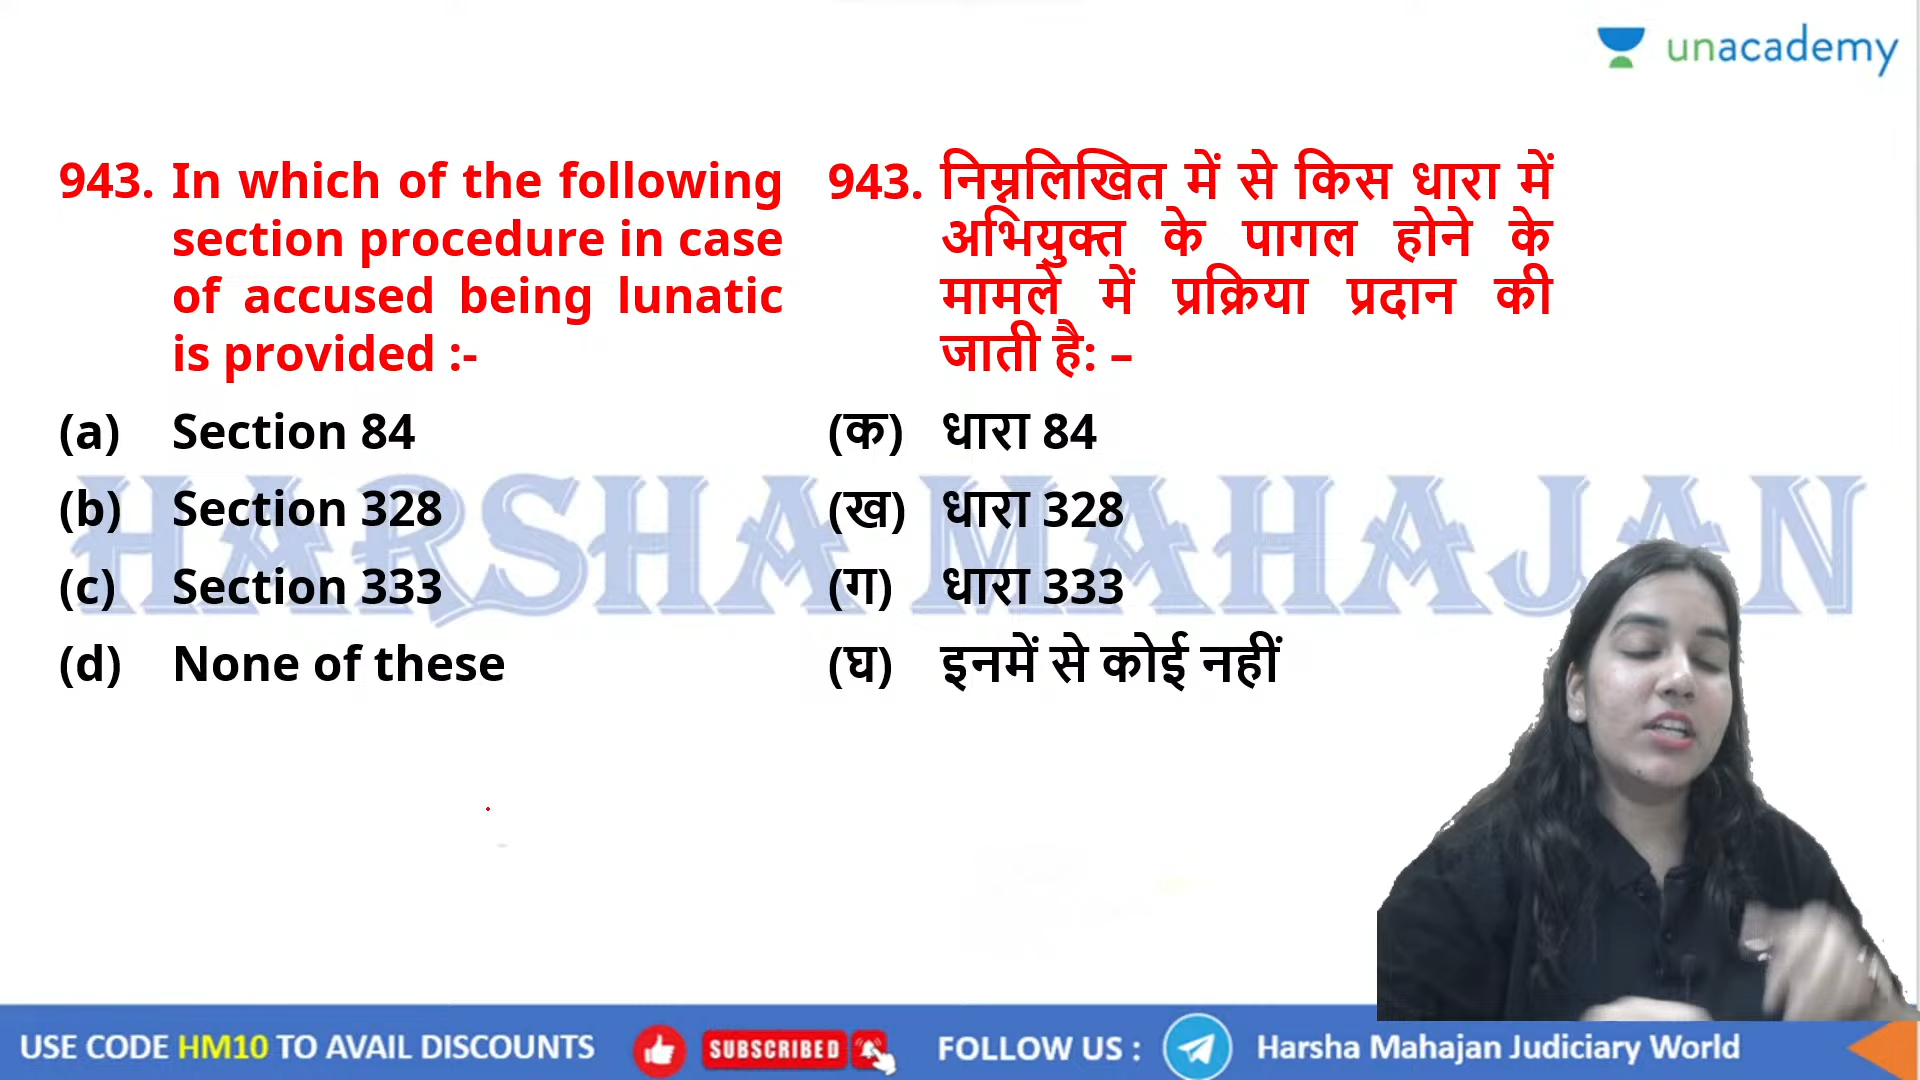 unacademy
943. In which of the following
section procedure in case
of accused being lunatic
is provided :-
(a) Section 84
(b) Section 328
(c) Section 333
(d) None of these
943. निम्नलिखित में से किस धारा में
अभियुक्त के पागल होने के
मामले में प्रक्रिया प्रदान की
जाती है: –
(क) धारा 84
(ख) धारा 328
(ग) धारा 333
(घ) इनमें से कोई नहीं
HARSHA MAHAJAN
USE CODE HM10 TO AVAIL DISCOUNTS
SUBSCRIBED
FOLLOW US :
Harsha Mahajan Judiciary World